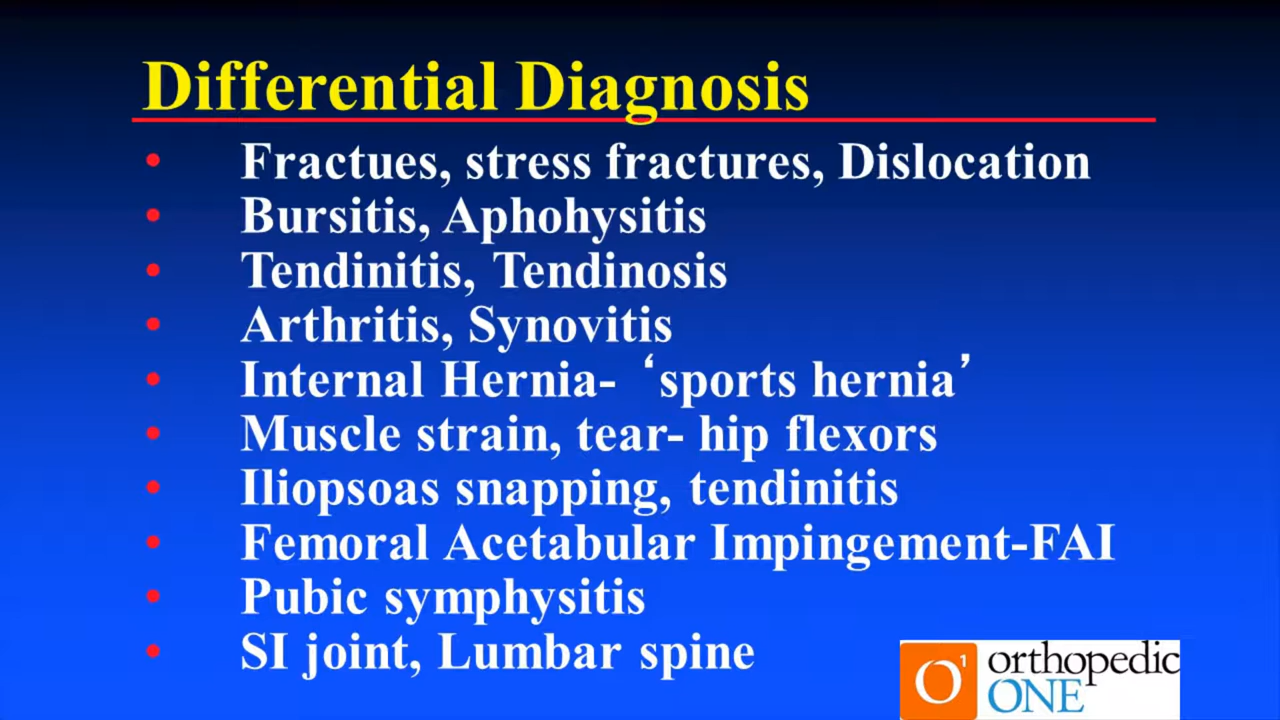 Differential Diagnosis
• Fractues, stress fractures, Dislocation
• Bursitis, Aphohysitis
• Tendinitis, Tendinosis
• Arthritis, Synovitis
• Internal Hernia- ‘sports hernia’
• Muscle strain, tear- hip flexors
• Iliopsoas snapping, tendinitis
• Femoral Acetabular Impingement-FAI
• Pubic symphysitis
• SI joint, Lumbar spine
O1 orthopedic
ONE